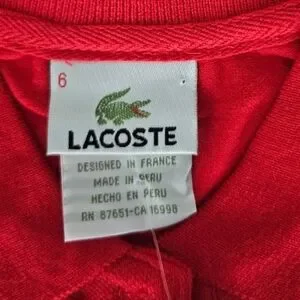 6
LACOSTE
DESIGNED IN FRANCE
MADE IN PERU
HECHO EN PERU
RN 87651-CA 16998